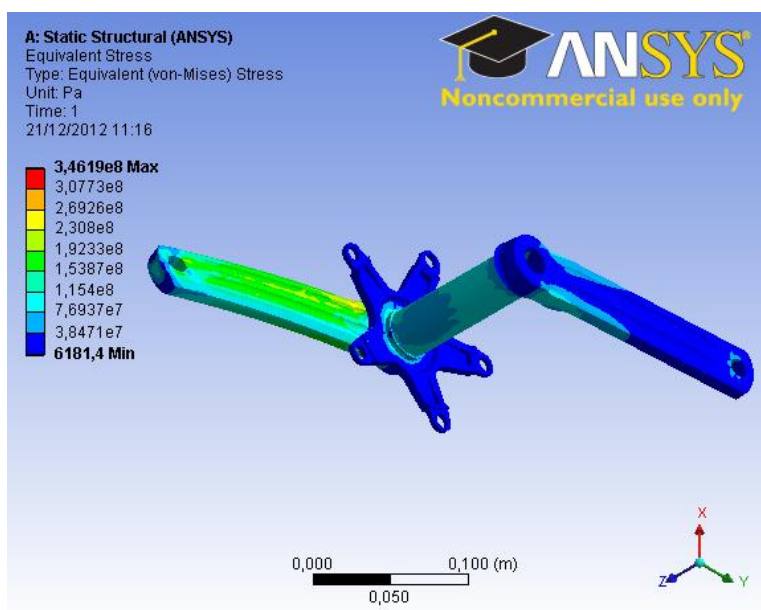 A: Static Structural (ANSYS)
Equivalent Stress
Type: Equivalent (von-Mises) Stress
Unit: Pa
Time: 1
21/12/2012 11:16
ANSYS®
Noncommercial use only
3,4619e8 Max
3,0773e8
2,6926e8
2,308e8
1,9233e8
1,5387e8
1,154e8
7,6937e7
3,8471e7
6181,4 Min
0,000 0,100 (m)
0,050
X
Z Y